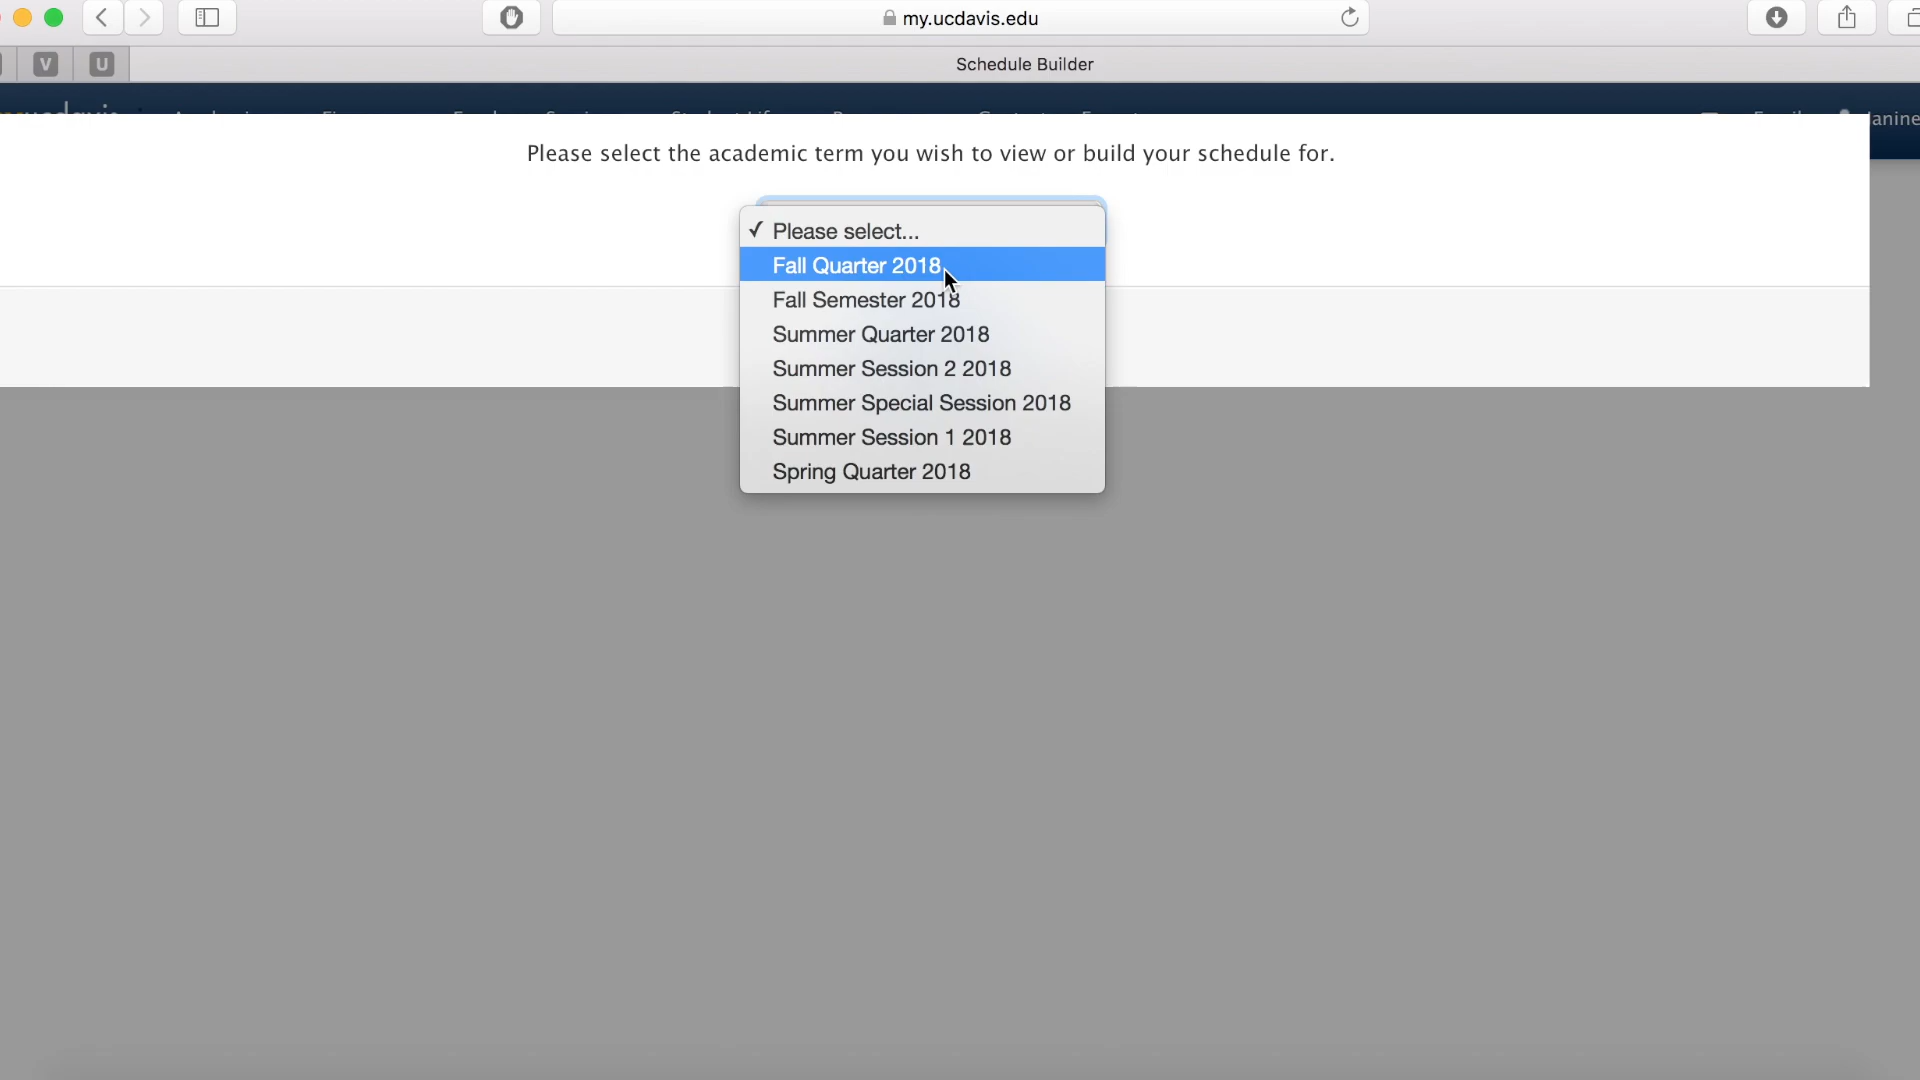 my.ucdavis.edu
V
U
Schedule Builder
Please select the academic term you wish to view or build your schedule for.
✓ Please select...
Fall Quarter 2018
Fall Semester 2018
Summer Quarter 2018
Summer Session 2 2018
Summer Special Session 2018
Summer Session 1 2018
Spring Quarter 2018